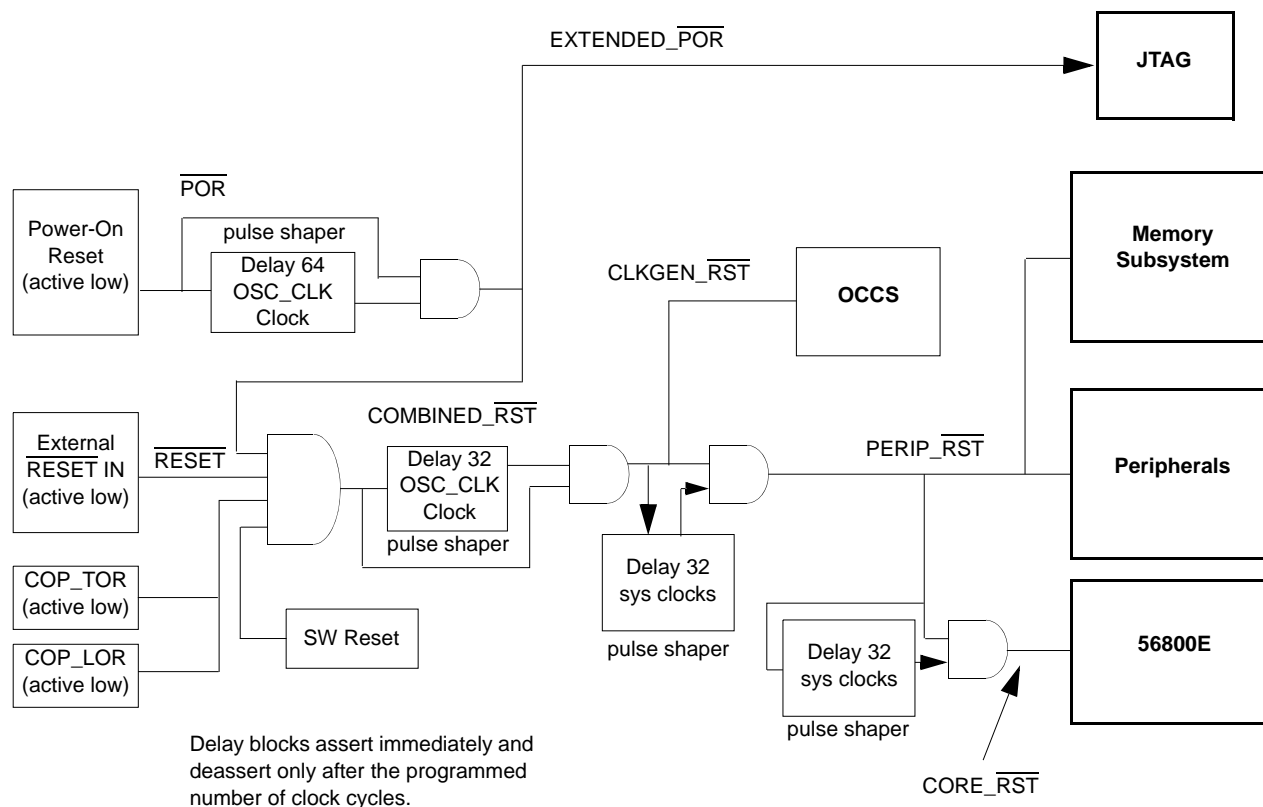 EXTENDED_POR
JTAG
POR
Power-On
Reset
(active low)
pulse shaper
Delay 64
OSC_CLK
Clock
Memory
Subsystem
CLKGEN_RST
OCCS
External
RESET IN
(active low)
RESET
COMBINED_RST
Delay 32
OSC_CLK
Clock
pulse shaper
PERIP_RST
Peripherals
COP_TOR
(active low)
SW Reset
Delay 32
sys clocks
pulse shaper
COP_LOR
(active low)
Delay 32
sys clocks
pulse shaper
56800E
CORE_RST
Delay blocks assert immediately and
deassert only after the programmed
number of clock cycles.